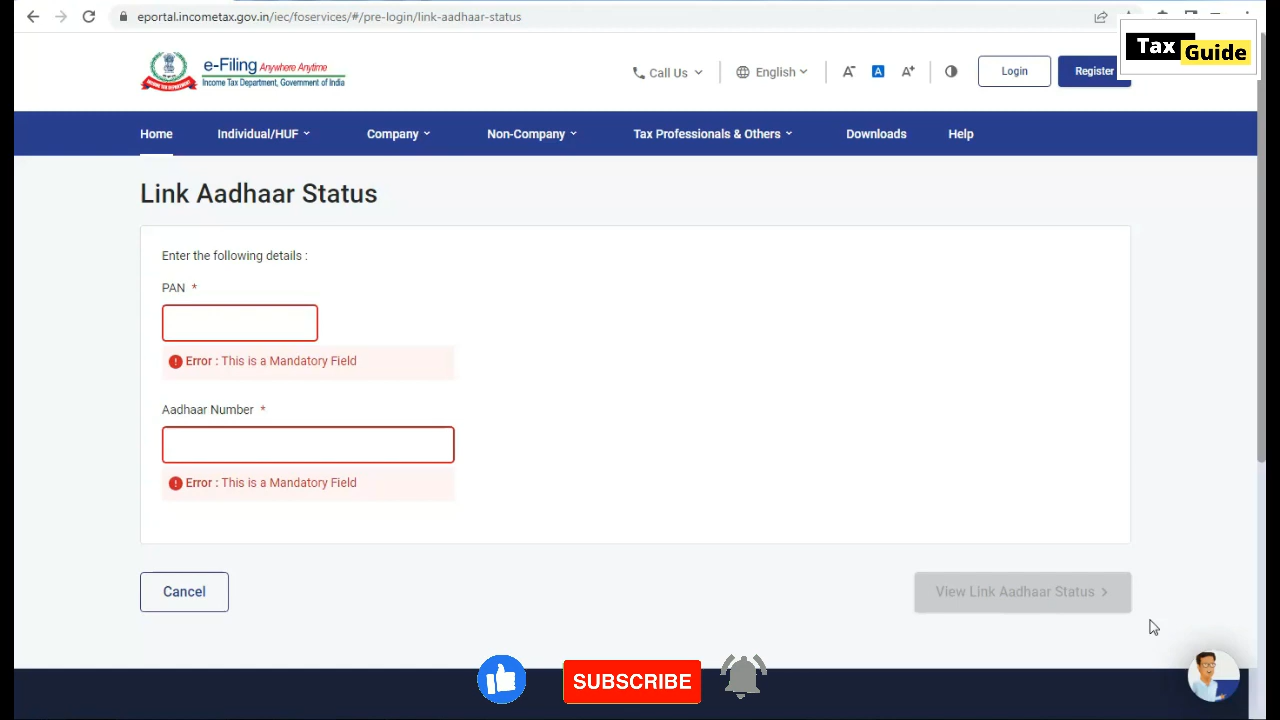 eportal.incometax.gov.in/iec/foservices/#/pre-login/link-aadhaar-status
Tax
Guide
e-Filing Anywhere Anytime
Income Tax Department, Government of India
Call Us
English
A-
A
A+
Login
Register
Home
Individual/HUF
Company
Non-Company
Tax Professionals & Others
Downloads
Help
Link Aadhaar Status
Enter the following details :
PAN *
Error : This is a Mandatory Field
Aadhaar Number *
Error : This is a Mandatory Field
Cancel
View Link Aadhaar Status >
SUBSCRIBE